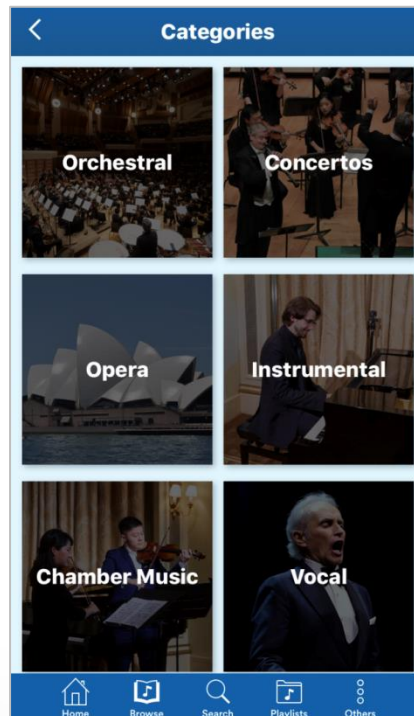 Categories
Orchestral
Concertos
Opera
Instrumental
Chamber Music
Vocal
Home
Browse
Search
Playlists
Others